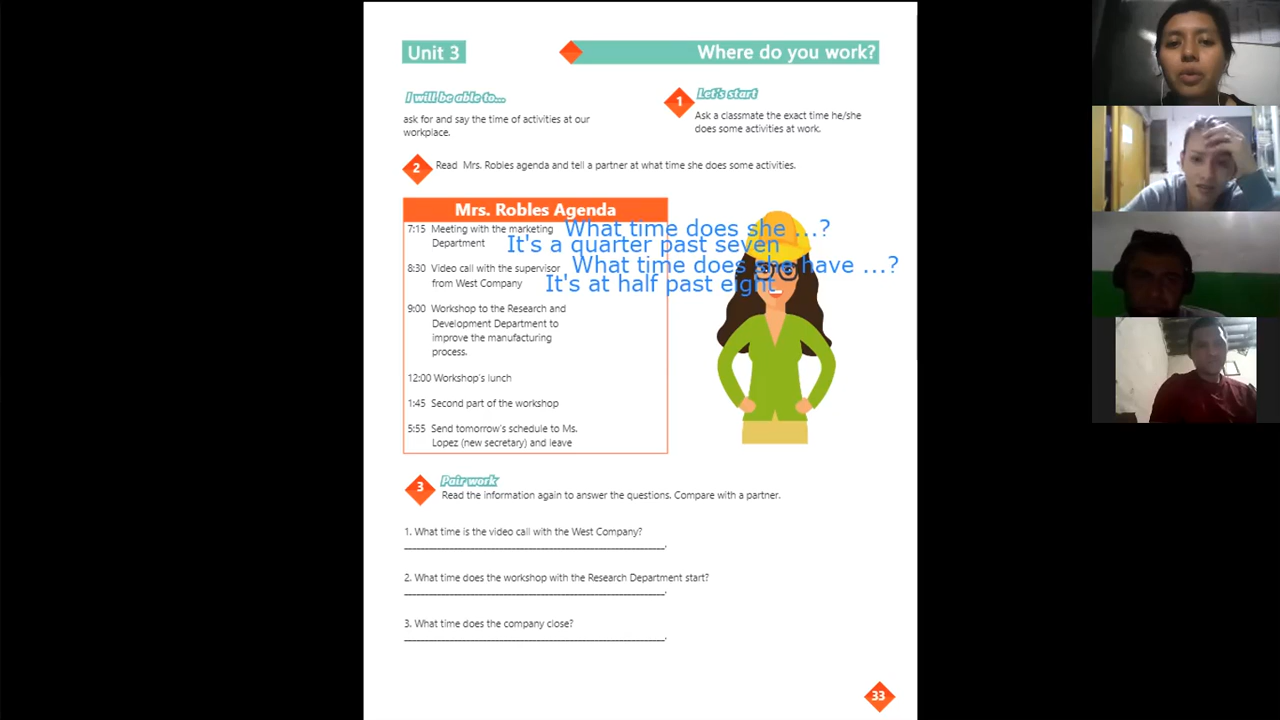 Unit 3
Where do you work?
I will be able to...
ask for and say the time of activities at our
workplace.
1
Let's start
Ask a classmate the exact time he/she
does some activities at work.
2
Read Mrs. Robles agenda and tell a partner at what time she does some activities.
Mrs. Robles Agenda
7:15 Meeting with the marketing
Department
What time does she ...?
It's a quarter past seven
8:30 Video call with the supervisor
from West Company
What time does she have ...?
It's at half past eight
9:00 Workshop to the Research and
Development Department to
improve the manufacturing
process.
12:00 Workshop's lunch
1:45 Second part of the workshop
5:55 Send tomorrow's schedule to Ms.
Lopez (new secretary) and leave
3
Pair work
Read the information again to answer the questions. Compare with a partner.
1. What time is the video call with the West Company?
2. What time does the workshop with the Research Department start?
3. What time does the company close?
33